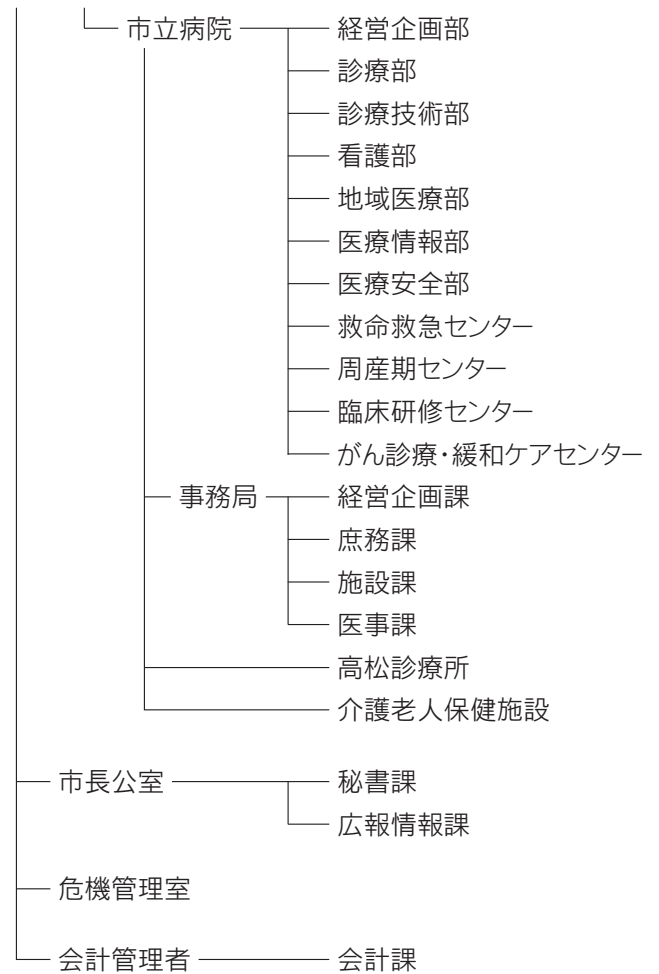 市立病院 経営企画部
診療部
診療技術部
看護部
地域医療部
医療情報部
医療安全部
救命救急センター
周産期センター
臨床研修センター
がん診療・緩和ケアセンター
事務局 経営企画課
庶務課
施設課
医事課
高松診療所
介護老人保健施設
市長公室 秘書課
広報情報課
危機管理室
会計管理者 会計課